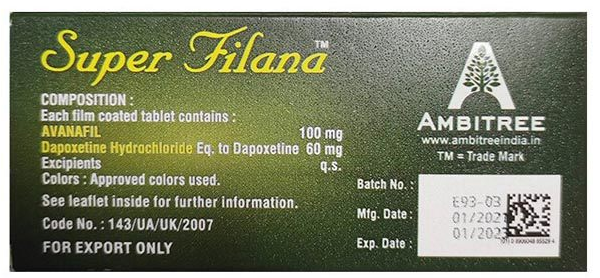 Super Filana™
COMPOSITION :
Each film coated tablet contains :
AVANAFIL 100 mg
Dapoxetine Hydrochloride Eq. to Dapoxetine 60 mg
Excipients q.s.
Colors : Approved colors used.
See leaflet inside for further information.
Code No. : 143/UA/UK/2007
FOR EXPORT ONLY
AMBITREE
www.ambitreeindia.in
TM = Trade Mark
Batch No. : E93-03
Mfg. Date : 01/2021
Exp. Date :